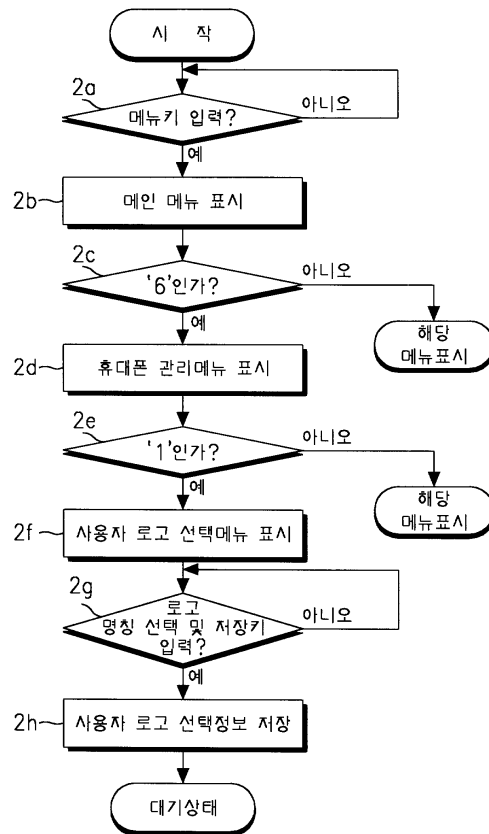 시 작
2a
메뉴키 입력?
아니오
예
2b
메인 메뉴 표시
2c
'6'인가?
아니오
예
해당
메뉴표시
2d
휴대폰 관리메뉴 표시
2e
'1'인가?
아니오
예
해당
메뉴표시
2f
사용자 로고 선택메뉴 표시
2g
로고
명칭 선택 및 저장키
입력?
아니오
예
2h
사용자 로고 선택정보 저장
대기상태